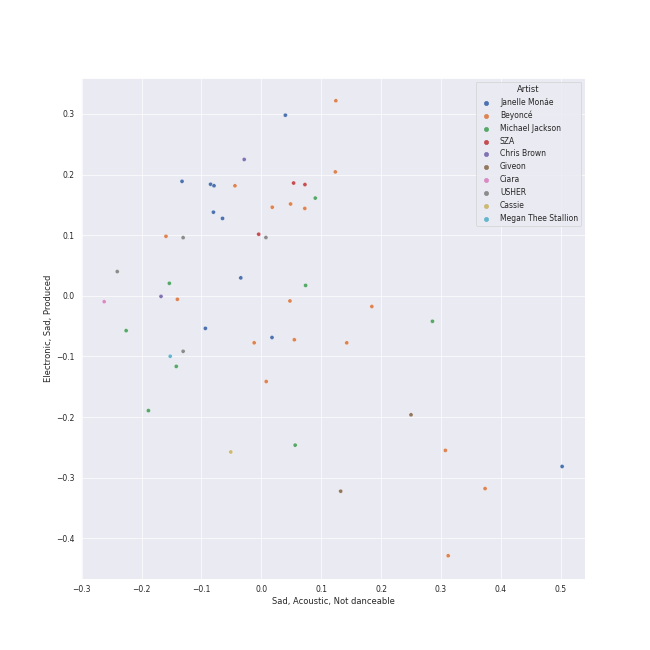 Artist
Janelle Monáe
Beyoncé
Michael Jackson
SZA
Chris Brown
Giveon
Ciara
USHER
Cassie
Megan Thee Stallion
0.3
0.2
0.1
0.0
−0.1
−0.2
−0.3
−0.4
Electronic, Sad, Produced
−0.3 −0.2 −0.1 0.0 0.1 0.2 0.3 0.4 0.5
Sad, Acoustic, Not danceable